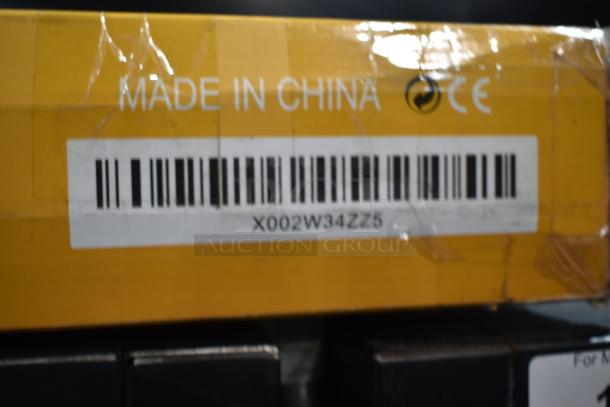 MADE IN CHINA CE
X002W34ZZ5
AUCTION GROUP
For M